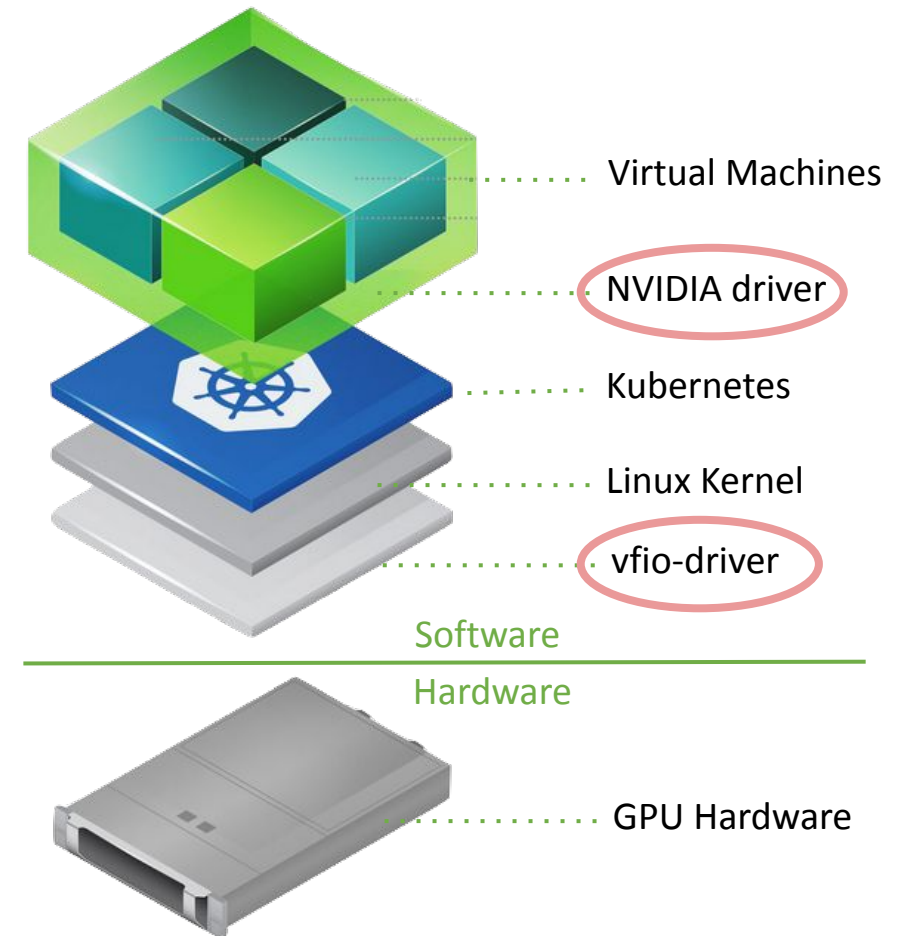 Virtual Machines
NVIDIA driver
Kubernetes
Linux Kernel
vfio-driver
Software
Hardware
GPU Hardware